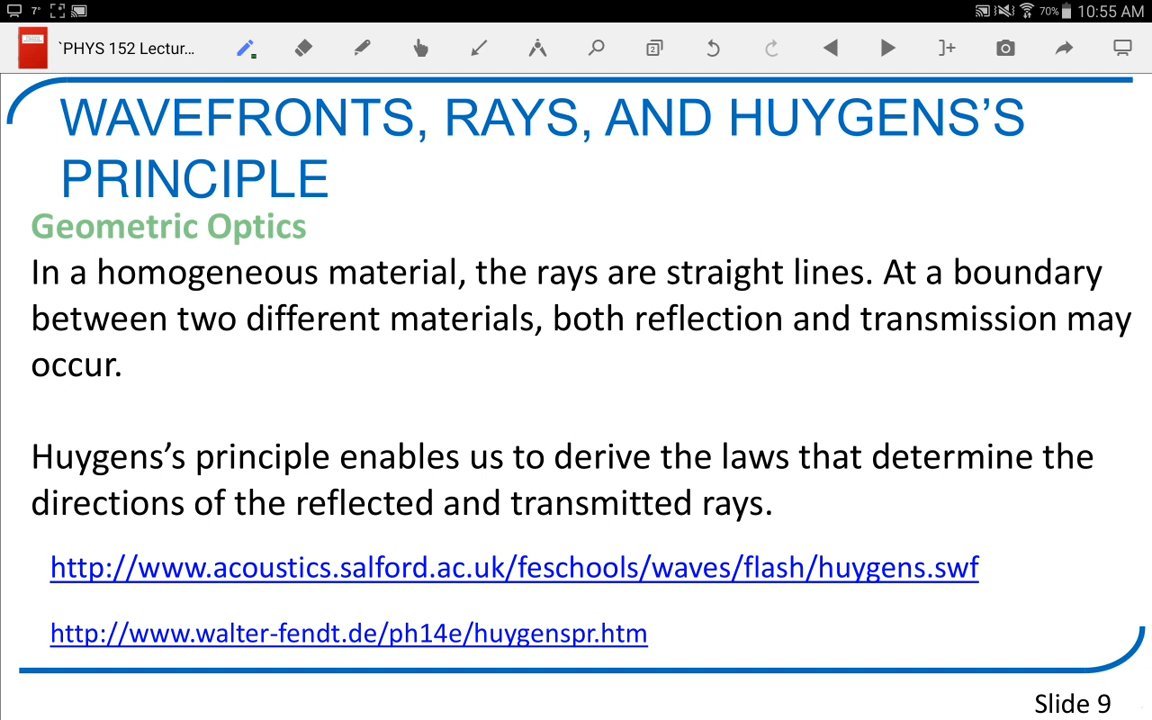 7°
70%
10:55 AM
`PHYS 152 Lectur...
2
WAVEFRONTS, RAYS, AND HUYGENS’S
PRINCIPLE
Geometric Optics
In a homogeneous material, the rays are straight lines. At a boundary
between two different materials, both reflection and transmission may
occur.
Huygens’s principle enables us to derive the laws that determine the
directions of the reflected and transmitted rays.
http://www.acoustics.salford.ac.uk/feschools/waves/flash/huygens.swf
http://www.walter-fendt.de/ph14e/huygenspr.htm
Slide 9